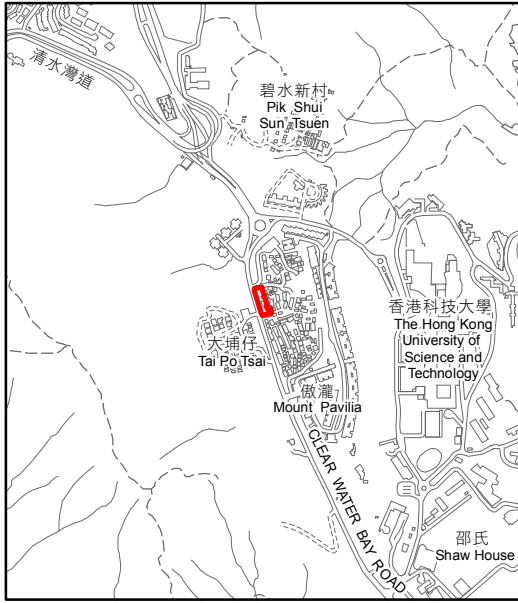 清水灣道
碧水新村
Pik Shui
Sun Tsuen
香港科技大學
The Hong Kong
University of
Science and
Technology
大埔仔
Tai Po Tsai
傲瀧
Mount Pavilia
CLEAR WATER BAY ROAD
邵氏
Shaw House